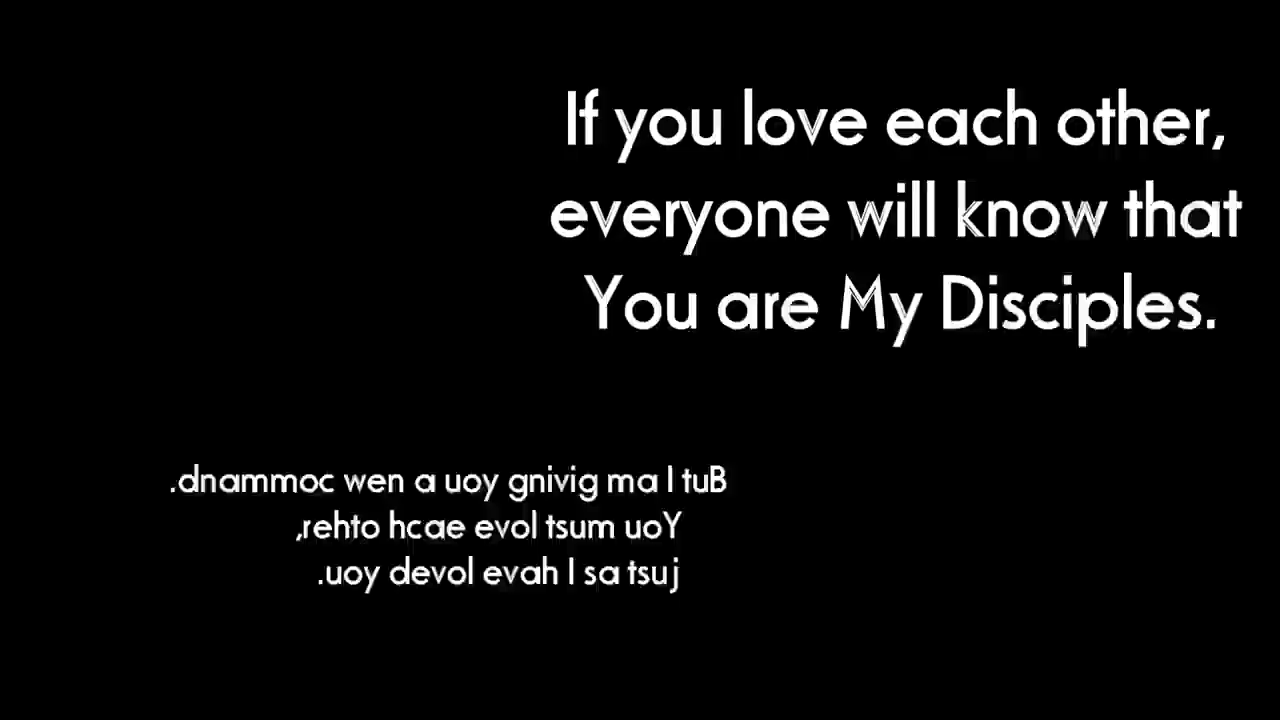 If you love each other,
everyone will know that
You are My Disciples.
But I am giving you a new command.
You must love each other,
just as I have loved you.